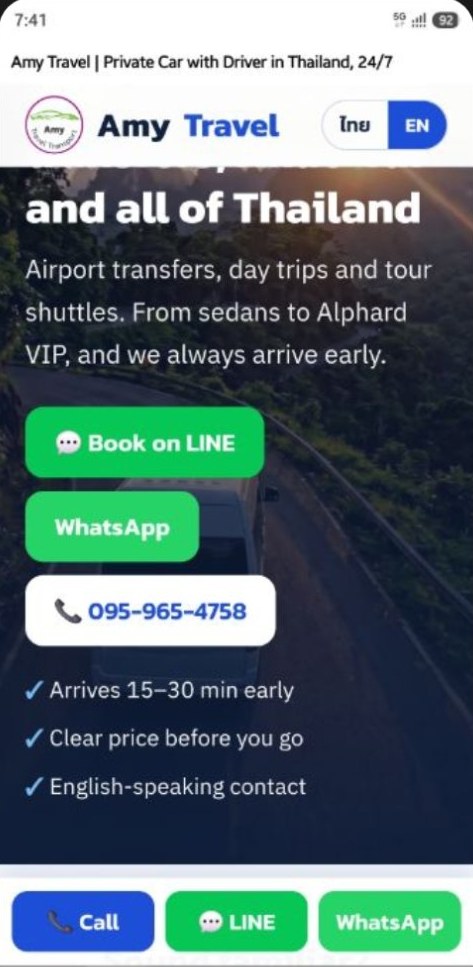 7:41
5G
92
Amy Travel | Private Car with Driver in Thailand, 24/7
Amy
Travel Transport
Amy Travel
ไทย
EN
and all of Thailand
Airport transfers, day trips and tour
shuttles. From sedans to Alphard
VIP, and we always arrive early.
💬 Book on LINE
WhatsApp
📞 095-965-4758
✓ Arrives 15–30 min early
✓ Clear price before you go
✓ English-speaking contact
📞 Call
💬 LINE
WhatsApp